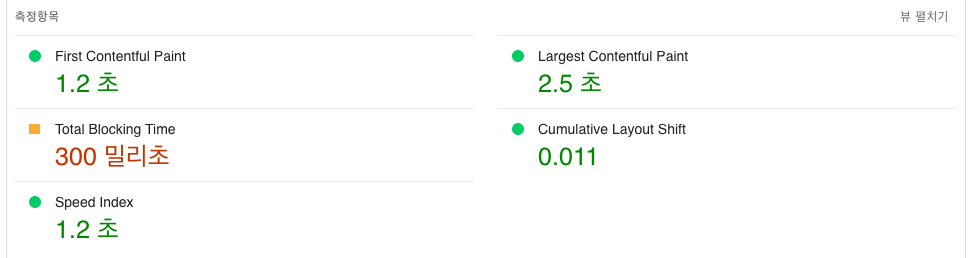 측정항목
뷰 펼치기
First Contentful Paint
1.2 초
Largest Contentful Paint
2.5 초
Total Blocking Time
300 밀리초
Cumulative Layout Shift
0.011
Speed Index
1.2 초